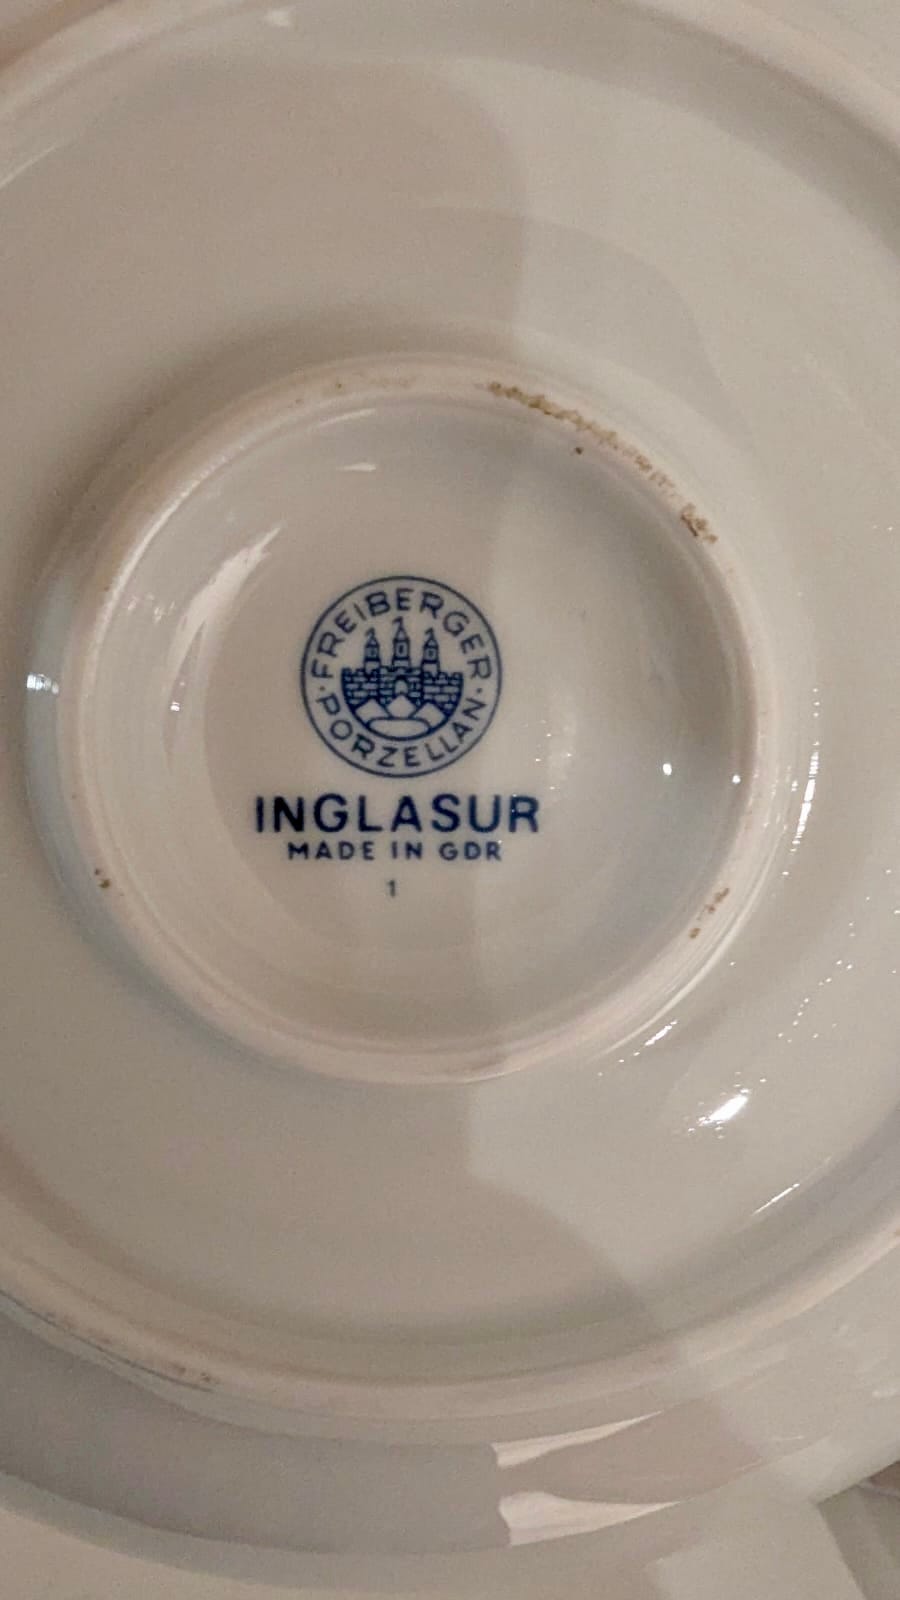 FREIBERGER
PORZELLAN
INGLASUR
MADE IN GDR
1